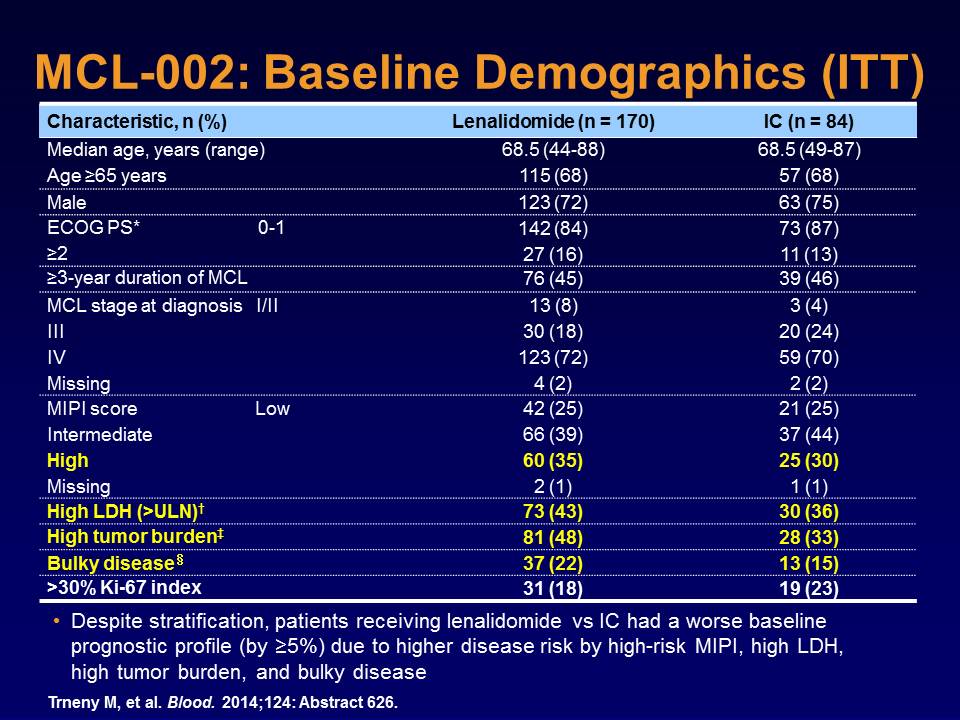 MCL-002: Baseline Demographics (ITT)
Characteristic, n (%) Lenalidomide (n = 170) IC (n = 84)
Median age, years (range) 68.5 (44-88) 68.5 (49-87)
Age ≥65 years 115 (68) 57 (68)
Male 123 (72) 63 (75)
ECOG PS* 0-1 142 (84) 73 (87)
≥2 27 (16) 11 (13)
≥3-year duration of MCL 76 (45) 39 (46)
MCL stage at diagnosis I/II 13 (8) 3 (4)
III 30 (18) 20 (24)
IV 123 (72) 59 (70)
Missing 4 (2) 2 (2)
MIPI score Low 42 (25) 21 (25)
Intermediate 66 (39) 37 (44)
High 60 (35) 25 (30)
Missing 2 (1) 1 (1)
High LDH (>ULN)† 73 (43) 30 (36)
High tumor burden‡ 81 (48) 28 (33)
Bulky disease§ 37 (22) 13 (15)
>30% Ki-67 index 31 (18) 19 (23)
• Despite stratification, patients receiving lenalidomide vs IC had a worse baseline
prognostic profile (by ≥5%) due to higher disease risk by high-risk MIPI, high LDH,
high tumor burden, and bulky disease
Trneny M, et al. Blood. 2014;124: Abstract 626.